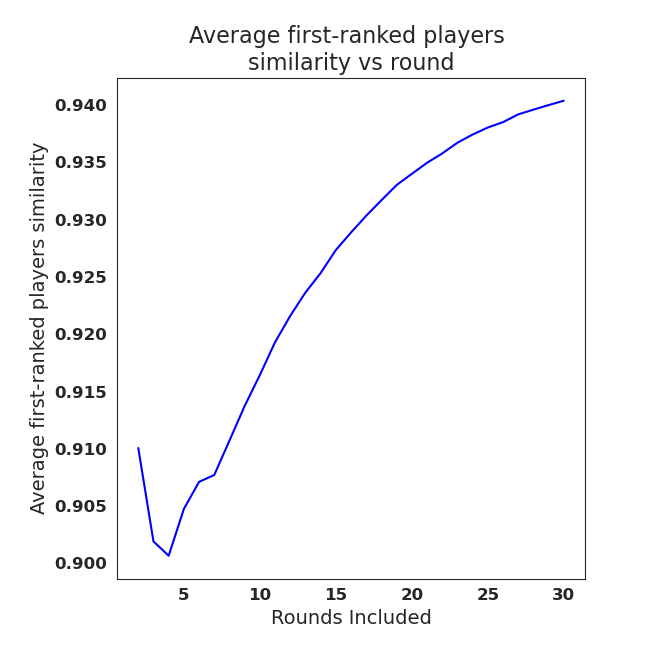 Average first-ranked players
similarity vs round
Average first-ranked players similarity
0.940
0.935
0.930
0.925
0.920
0.915
0.910
0.905
0.900
5 10 15 20 25 30
Rounds Included